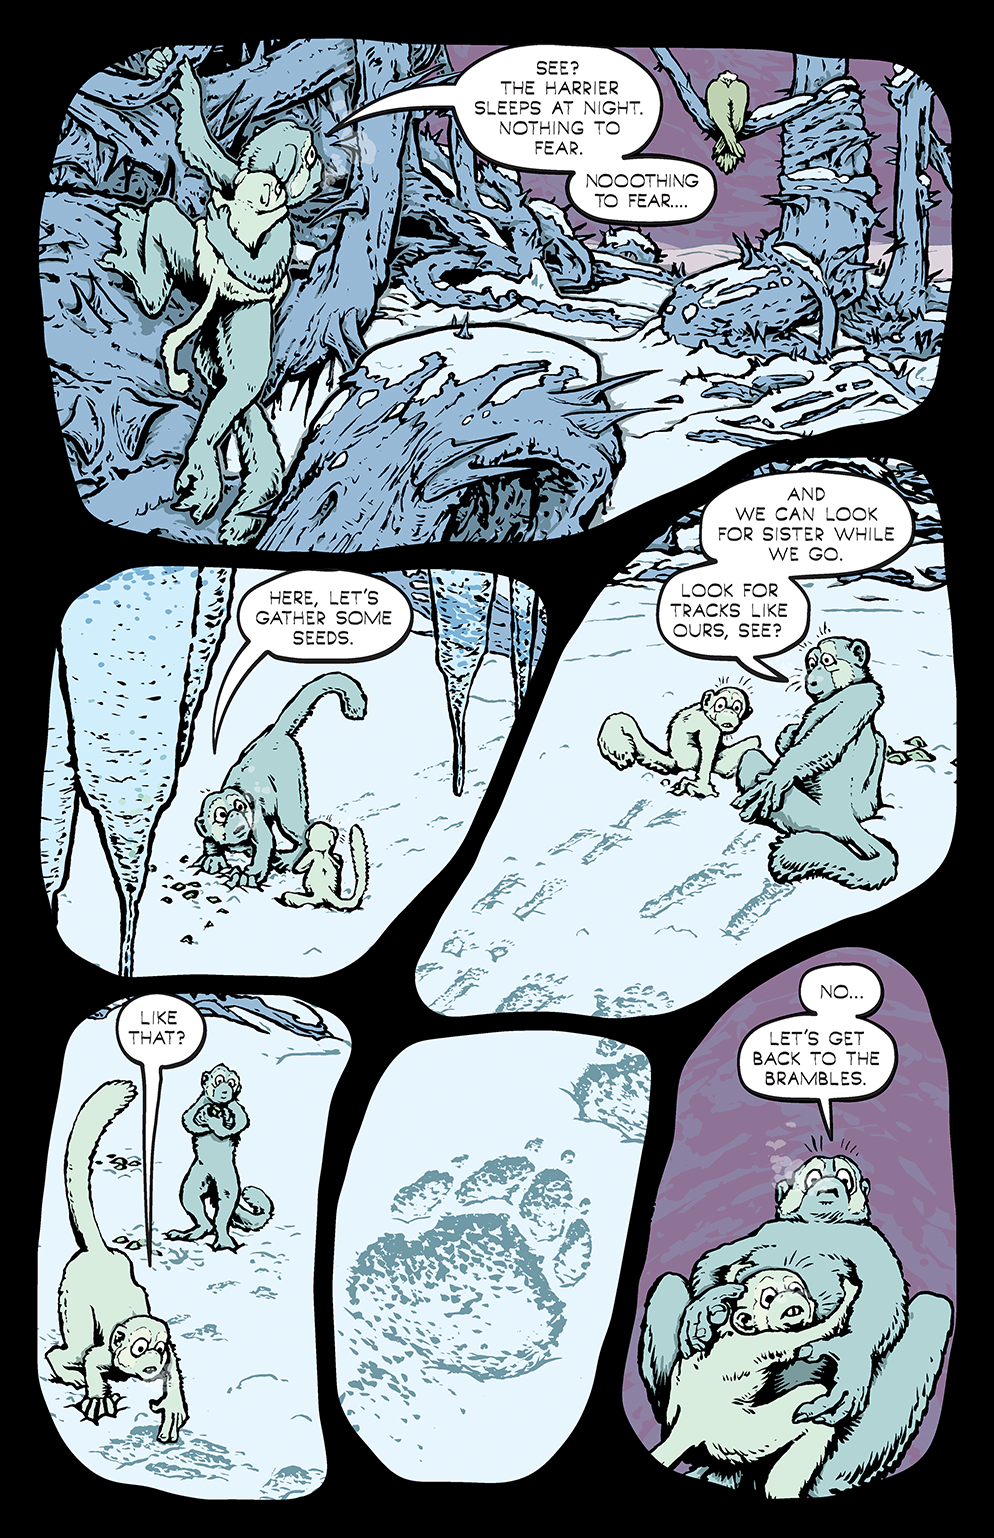 SEE?
THE HARRIER
SLEEPS AT NIGHT.
NOTHING TO
FEAR.
NOOOTHING
TO FEAR....
HERE, LET'S
GATHER SOME
SEEDS.
AND
WE CAN LOOK
FOR SISTER WHILE
WE GO.
LOOK FOR
TRACKS LIKE
OURS, SEE?
LIKE
THAT?
NO...
LET'S GET
BACK TO THE
BRAMBLES.